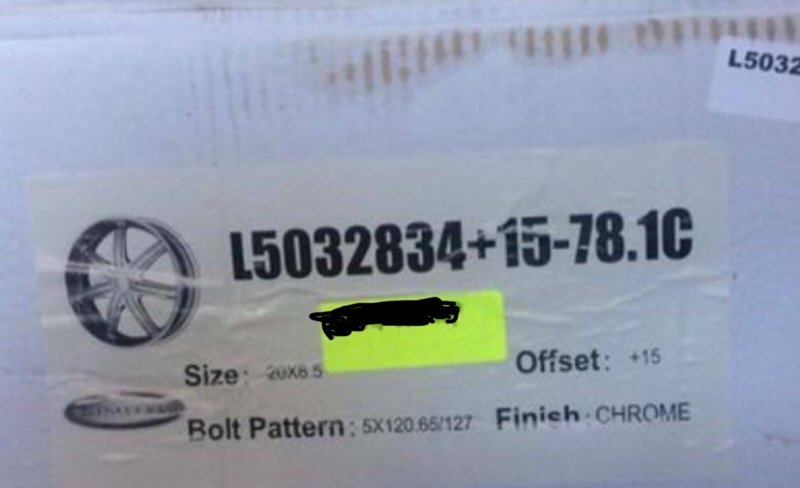 L5032
L5032834+15-78.1C
Size: 20X8.5
Offset: +15
Bolt Pattern: 5X120.65/127
Finish: CHROME